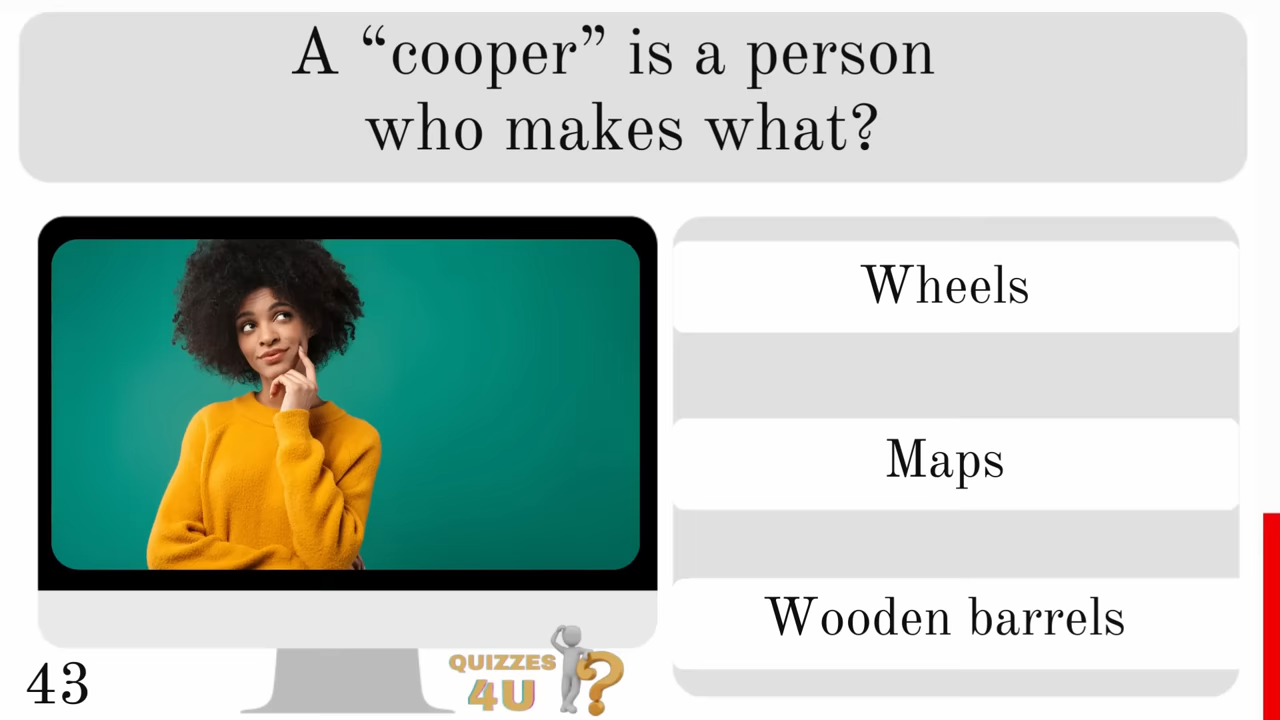 A “cooper” is a person
who makes what?
Wheels
Maps
Wooden barrels
43
QUIZZES
4U
?